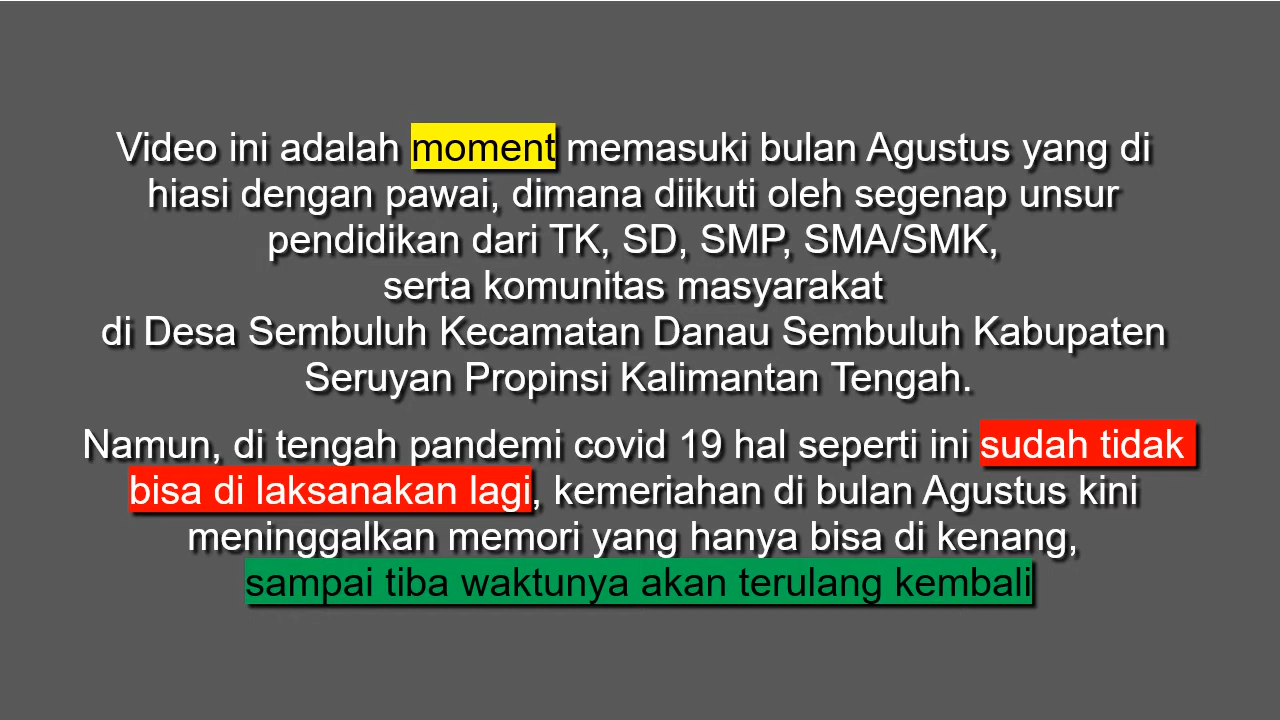 Video ini adalah moment memasuki bulan Agustus yang di
hiasi dengan pawai, dimana diikuti oleh segenap unsur
pendidikan dari TK, SD, SMP, SMA/SMK,
serta komunitas masyarakat
di Desa Sembuluh Kecamatan Danau Sembuluh Kabupaten
Seruyan Propinsi Kalimantan Tengah.
Namun, di tengah pandemi covid 19 hal seperti ini sudah tidak
bisa di laksanakan lagi, kemeriahan di bulan Agustus kini
meninggalkan memori yang hanya bisa di kenang,
sampai tiba waktunya akan terulang kembali